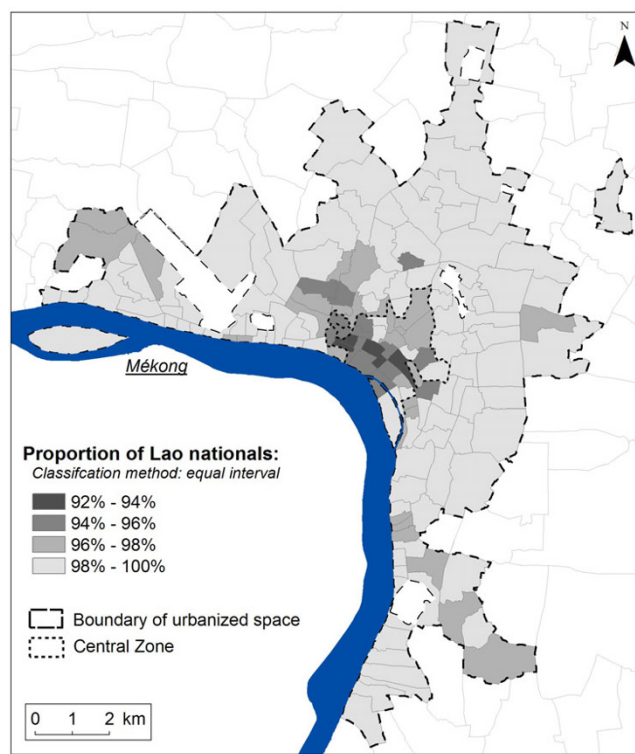 N
Mékong
Proportion of Lao nationals:
Classifcation method: equal interval
92% - 94%
94% - 96%
96% - 98%
98% - 100%
Boundary of urbanized space
Central Zone
0 1 2 km